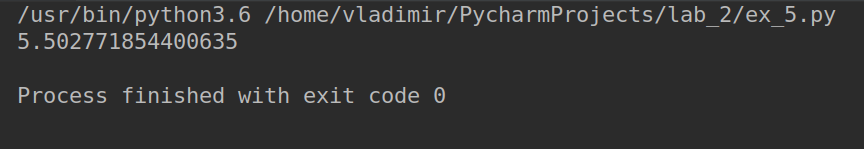 /usr/bin/python3.6 /home/vladimir/PycharmProjects/lab_2/ex_5.py
5.502771854400635
Process finished with exit code 0